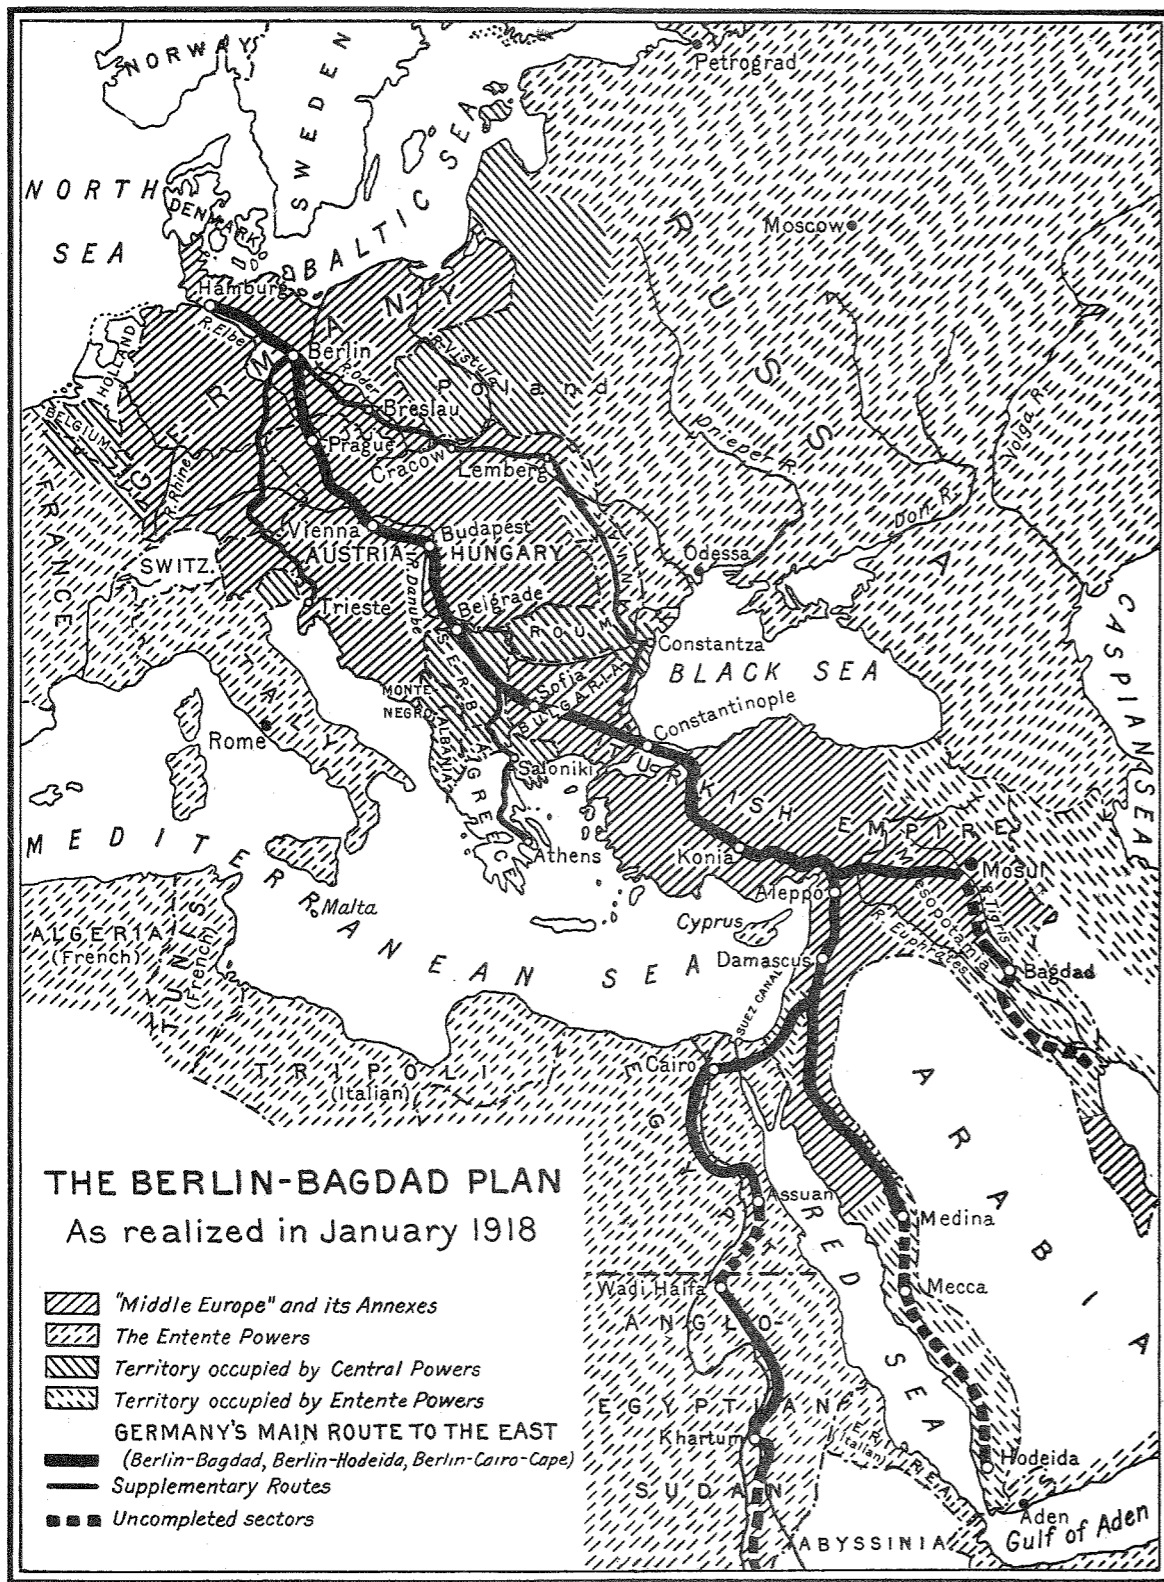 NORWAY
SWEDEN
Petrograd
NORTH
SEA
DENMARK
BALTIC SEA
RUSSIA
Moscow
Hamburg
R. Elbe
HOLLAND
GERMANY
Berlin
R. Oder
R. Vistula
Poland
Breslau
BELGIUM
Prague
Cracow
Lemberg
Dnieper R.
Volga R.
Don R.
R. Rhine
FRANCE
Vienna
Budapest
AUSTRIA-
HUNGARY
SWITZ.
R. Danube
Odessa
Trieste
Belgrade
ROUM
Constantza
CASPIAN SEA
BLACK SEA
ITALY
MONTE-
NEGRO
SERBIA
Sofia
BULGARIA
ALBANIA
Constantinople
Rome
Saloniki
GREECE
TURKISH EMPIRE
MEDITERRANEAN SEA
Athens
Konia
Mosul
Aleppo
Mesopotamia
R. Tigris
Malta
Cyprus
R. Euphrates
ALGERIA
(French)
TUNIS
(French)
Damascus
Bagdad
SUEZ CANAL
TRIPOLI
(Italian)
Cairo
EGYPT
ARABIA
THE BERLIN-BAGDAD PLAN
As realized in January 1918
Assuan
RED SEA
Medina
Wadi Halfa
Mecca
ANGLO-
EGYPTIAN
SUDAN
Khartum
ERITREA
(Italian)
Hodeida
Aden
Gulf of Aden
ABYSSINIA
"Middle Europe" and its Annexes
The Entente Powers
Territory occupied by Central Powers
Territory occupied by Entente Powers
GERMANY'S MAIN ROUTE TO THE EAST
(Berlin-Bagdad, Berlin-Hodeida, Berlin-Cairo-Cape)
Supplementary Routes
Uncompleted sectors